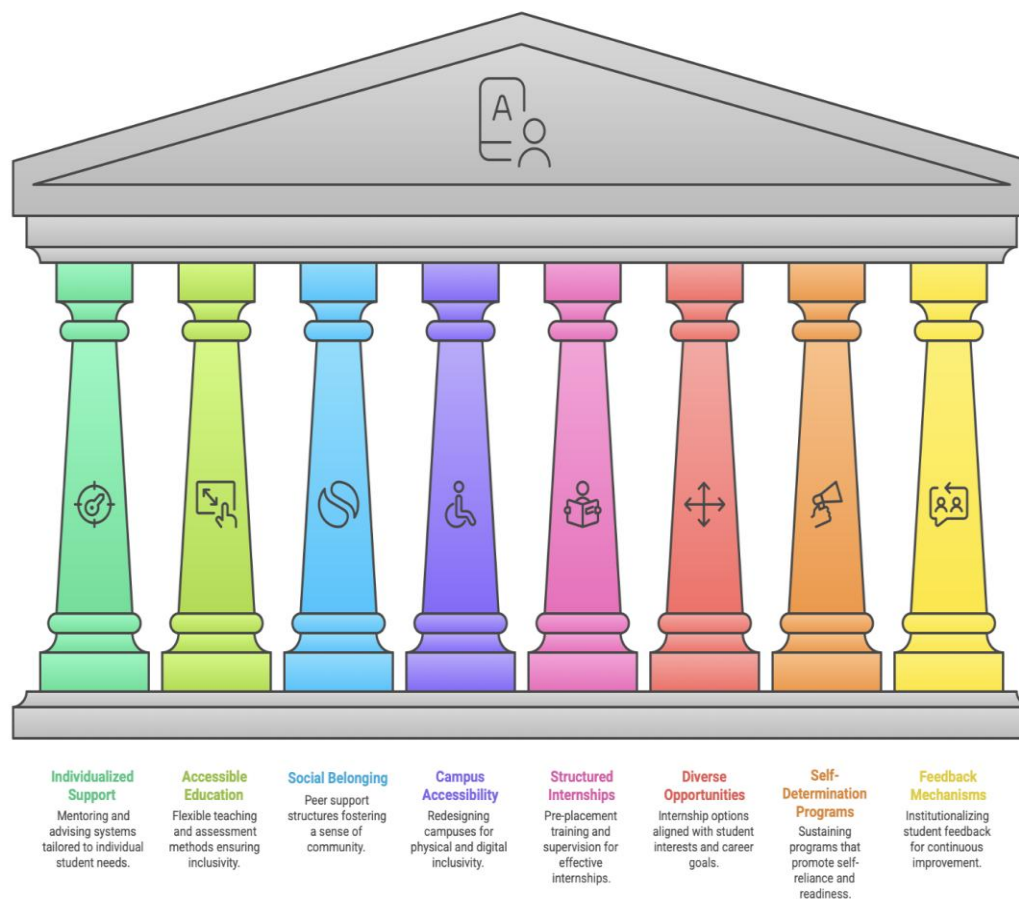 A
Individualized
Support
Mentoring and
advising systems
tailored to individual
student needs.
Accessible
Education
Flexible teaching
and assessment
methods ensuring
inclusivity.
Social Belonging
Peer support
structures fostering
a sense of
community.
Campus
Accessibility
Redesigning
campuses for
physical and digital
inclusivity.
Structured
Internships
Pre-placement
training and
supervision for
effective
internships.
Diverse
Opportunities
Internship options
aligned with student
interests and career
goals.
Self-
Determination
Programs
Sustaining
programs that
promote self-
reliance and
readiness.
Feedback
Mechanisms
Institutionalizing
student feedback
for continuous
improvement.